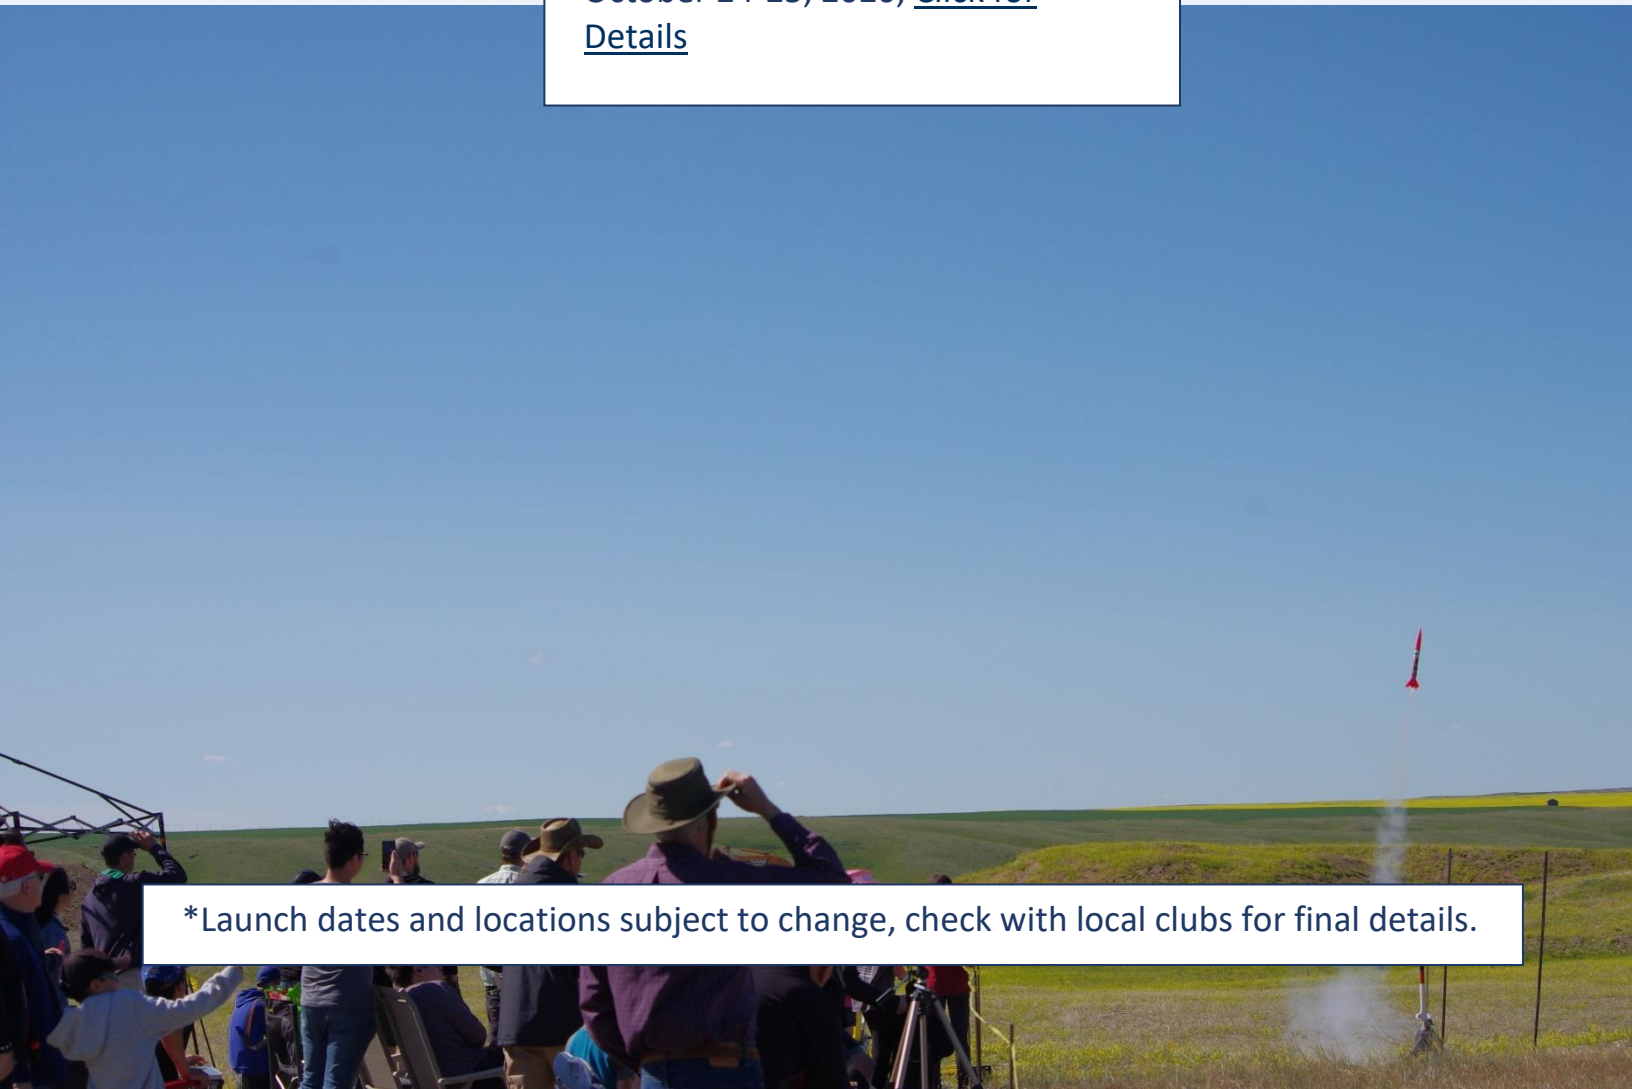 Details
*Launch dates and locations subject to change, check with local clubs for final details.